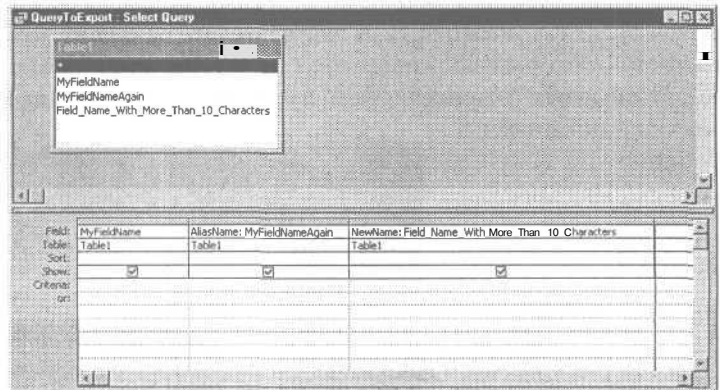 QueryToExport : Select Query
Table1
*
MyFieldName
MyFieldNameAgain
Field_Name_With_More_Than_10_Characters
Field: MyFieldName AliasName: MyFieldNameAgain NewName: Field_Name_With_More_Than_10_Characters
Table: Table1 Table1 Table1
Sort:
Show:
Criteria:
or: